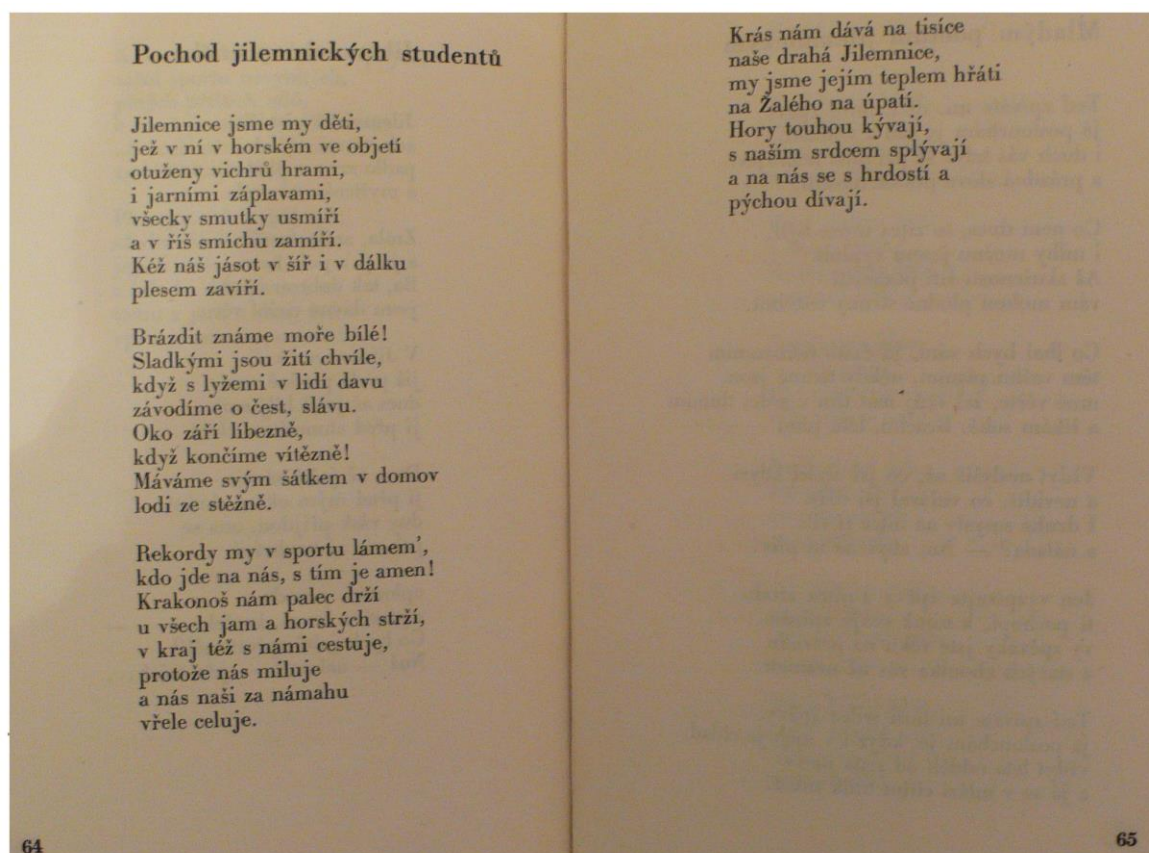 Pochod jilemnických studentů
Jilemnice jsme my děti,
jež v ní v horském ve objetí
otuženy vichrů hrami,
i jarními záplavami,
všecky smutky usmíří
a v říš smíchu zamíří.
Kéž náš jásot v šíř i v dálku
plesem zavíří.
Brázdit známe moře bílé!
Sladkými jsou žití chvíle,
když s lyžemi v lidí davu
závodíme o čest, slávu.
Oko září líbezně,
když končíme vítězně!
Máváme svým šátkem v domov
lodi ze stěžně.
Rekordy my v sportu lámem',
kdo jde na nás, s tím je amen!
Krakonoš nám palec drží
u všech jam a horských strží,
v kraj též s námi cestuje,
protože nás miluje
a nás naši za námahu
vřele celuje.
64
Krás nám dává na tisíce
naše drahá Jilemnice,
my jsme jejím teplem hřáti
na Žalého na úpatí.
Hory touhou kývají,
s naším srdcem splývají
a na nás se s hrdostí a
pýchou dívají.
65